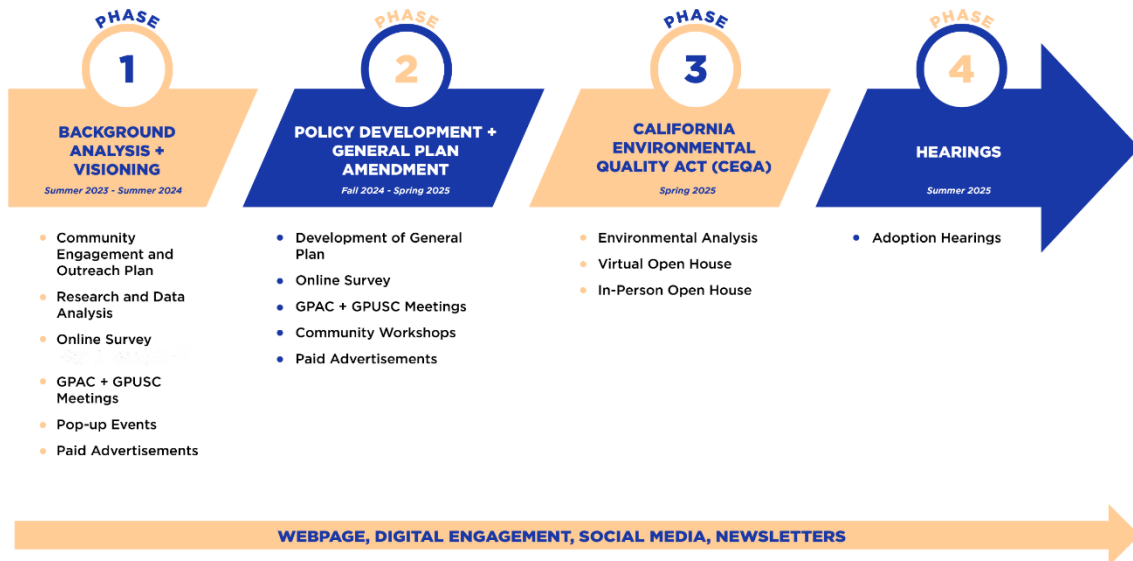 PHASE
1
BACKGROUND
ANALYSIS +
VISIONING
Summer 2023 - Summer 2024
Community
Engagement and
Outreach Plan
Research and Data
Analysis
Online Survey
GPAC + GPUSC
Meetings
Pop-up Events
Paid Advertisements
PHASE
2
POLICY DEVELOPMENT +
GENERAL PLAN
AMENDMENT
Fall 2024 - Spring 2025
Development of General
Plan
Online Survey
GPAC + GPUSC Meetings
Community Workshops
Paid Advertisements
PHASE
3
CALIFORNIA
ENVIRONMENTAL
QUALITY ACT (CEQA)
Spring 2025
Environmental Analysis
Virtual Open House
In-Person Open House
PHASE
4
HEARINGS
Summer 2025
Adoption Hearings
WEBPAGE, DIGITAL ENGAGEMENT, SOCIAL MEDIA, NEWSLETTERS